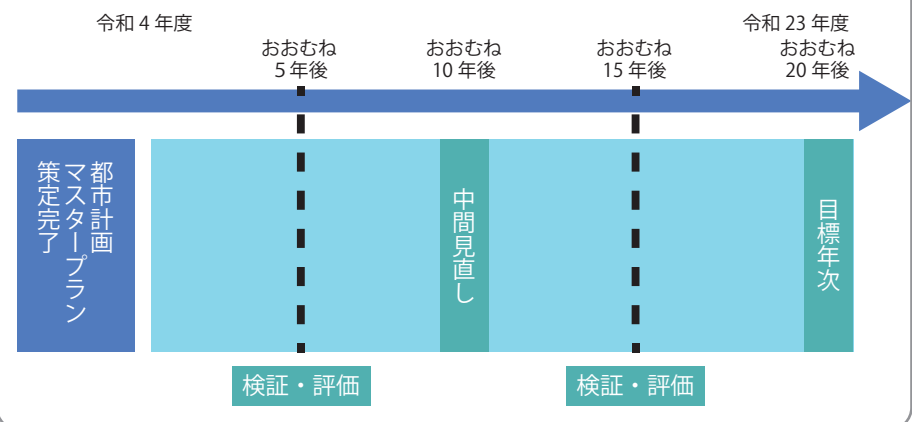 令和 4 年度
令和 23 年度
おおむね
5 年後
おおむね
10 年後
おおむね
15 年後
おおむね
20 年後
都市計画
マスタープラン
策定完了
中間見直し
目標年次
検証・評価
検証・評価